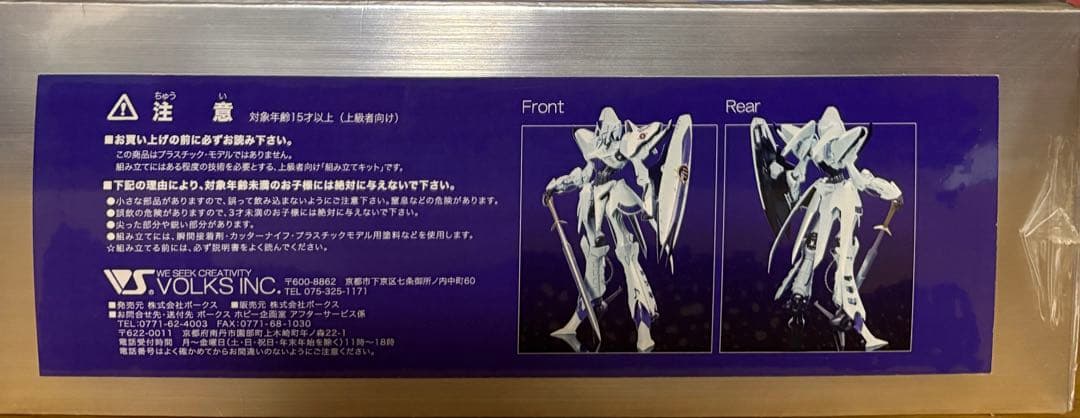 ちゅう い
⚠注意 対象年齢15才以上（上級者向け）
■お買い上げの前に必ずお読み下さい。
この商品はプラスチック・モデルではありません。
組み立てにはある程度の技術を必要とする、上級者向け「組み立てキット」です。
■下記の理由により、対象年齢未満のお子様には絶対に与えないで下さい。
●小さな部品がありますので、誤って飲み込まないようにご注意下さい。窒息などの危険があります。
●誤飲の危険がありますので、3才未満のお子様には絶対に与えないで下さい。
●尖った部分や鋭い部分があります。
●組み立てには、瞬間接着剤・カッターナイフ・プラスチックモデル用塗料などを使用します。
☆組み立てる前には、必ず説明書をよく読んでください。
VS. WE SEEK CREATIVITY
VOLKS INC. 〒600-8862 京都市下京区七条御所ノ内中町60
TEL 075-325-1171
■発売元 株式会社ボークス ■販売元 株式会社ボークス
■お問合せ先・送付先 ボークス ホビー企画室 アフターサービス係
TEL:0771-62-4003 FAX:0771-68-1030
〒622-0011 京都府南丹市園部町上木崎町年ノ森22-1
電話受付時間 月〜金曜日(土・日・祝日・年末年始を除く)11時〜18時
電話番号はよく確かめてからお間違いのないようにご注意ください。
Front
Rear